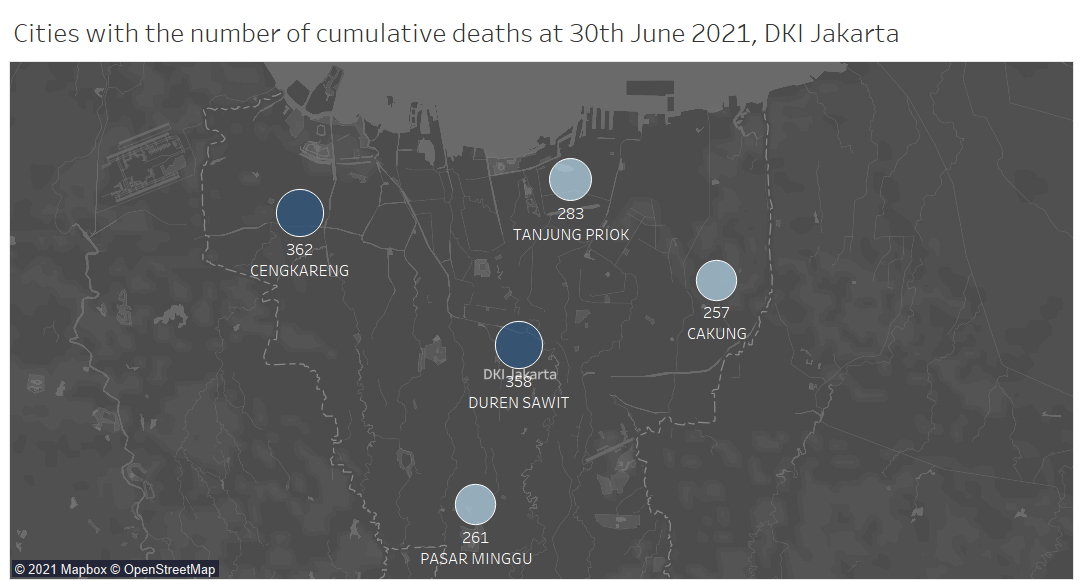 Cities with the number of cumulative deaths at 30th June 2021, DKI Jakarta
283
TANJUNG PRIOK
362
CENGKARENG
257
CAKUNG
DKI Jakarta
358
DUREN SAWIT
261
PASAR MINGGU
© 2021 Mapbox © OpenStreetMap